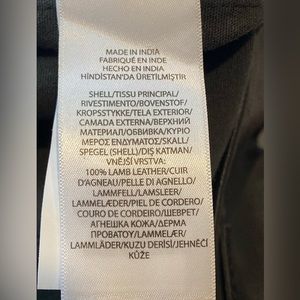 MADE IN INDIA
FABRIQUÉ EN INDE
HECHO EN INDIA
HİNDİSTAN'DA ÜRETİLMİŞTİR
SHELL/TISSU PRINCIPAL/
RIVESTIMENTO/BOVENSTOF/
KROPSSTYKKE/TELA EXTERIOR/
CAMADA EXTERNA/ВЕРХНИЙ
МАТЕРИАЛ/ОБВИВКА/ΚΥΡΙΟ
ΜΕΡΟΣ ΕΝΔΥΜΑΤΟΣ/SKALL/
SPEGEL (SHELL)/DIŞ KATMAN/
VNĚJŠÍ VRSTVA:
100% LAMB LEATHER/CUIR
D'AGNEAU/PELLE DI AGNELLO/
LAMMFELL/LAMSLEER/
LAMMELÆDER/PIEL DE CORDERO/
COURO DE CORDEIRO/ШЕВРЕТ/
АГНЕШКА КОЖА/ΔΕΡΜΑ
ΠΡΟΒΑΤΟΥ/LAMMELÆR/
LAMMLÄDER/KUZU DERİSİ/JEHNĚČÍ
KŮŽE